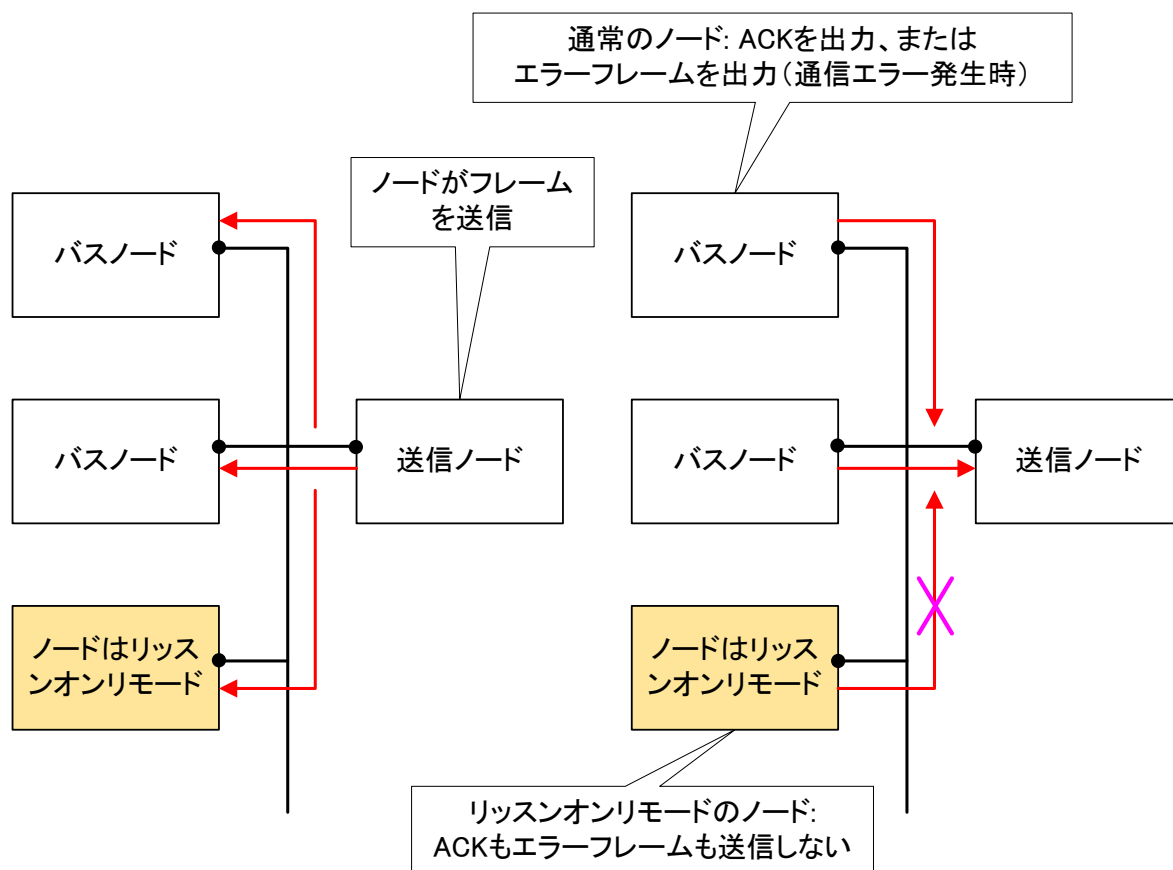 通常のノード: ACKを出力、または
エラーフレームを出力(通信エラー発生時)
ノードがフレーム
を送信
バスノード
バスノード
送信ノード
ノードはリッス
ンオンリモード
バスノード
バスノード
送信ノード
ノードはリッス
ンオンリモード
リッスンオンリモードのノード:
ACKもエラーフレームも送信しない